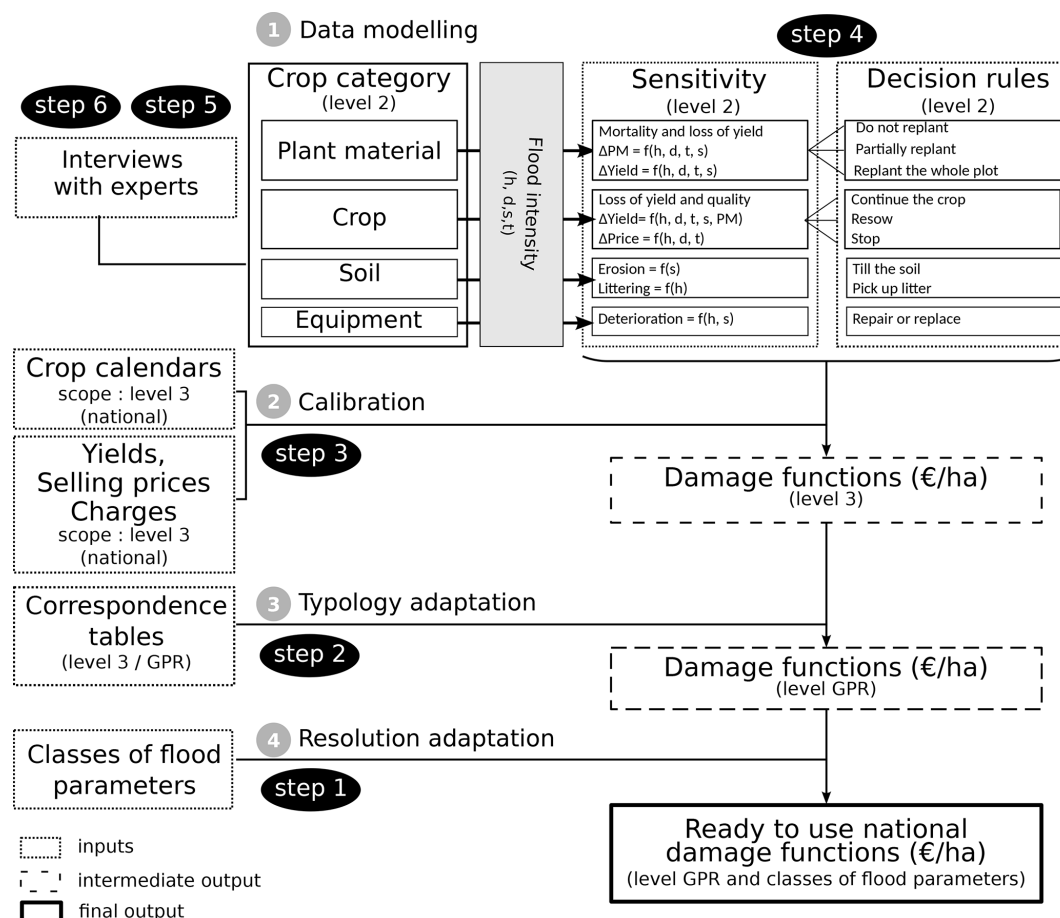 1 Data modelling
step 4
step 6
step 5
Interviews
with experts
Crop category
(level 2)
Plant material
Crop
Soil
Equipment
Flood intensity
(h, d,s,t)
Sensitivity
(level 2)
Mortality and loss of yield
ΔPM = f(h, d, t, s)
ΔYield = f(h, d, t, s)
Loss of yield and quality
ΔYield= f(h, d, t, s, PM)
ΔPrice = f(h, d, t)
Erosion = f(s)
Littering = f(h)
Deterioration = f(h, s)
Decision rules
(level 2)
Do not replant
Partially replant
Replant the whole plot
Continue the crop
Resow
Stop
Till the soil
Pick up litter
Repair or replace
Crop calendars
scope : level 3
(national)
Yields,
Selling prices
Charges
scope : level 3
(national)
2 Calibration
step 3
Damage functions (€/ha)
(level 3)
Correspondence
tables
(level 3 / GPR)
3 Typology adaptation
step 2
Damage functions (€/ha)
(level GPR)
Classes of flood
parameters
4 Resolution adaptation
step 1
Ready to use national
damage functions (€/ha)
(level GPR and classes of flood parameters)
inputs
intermediate output
final output